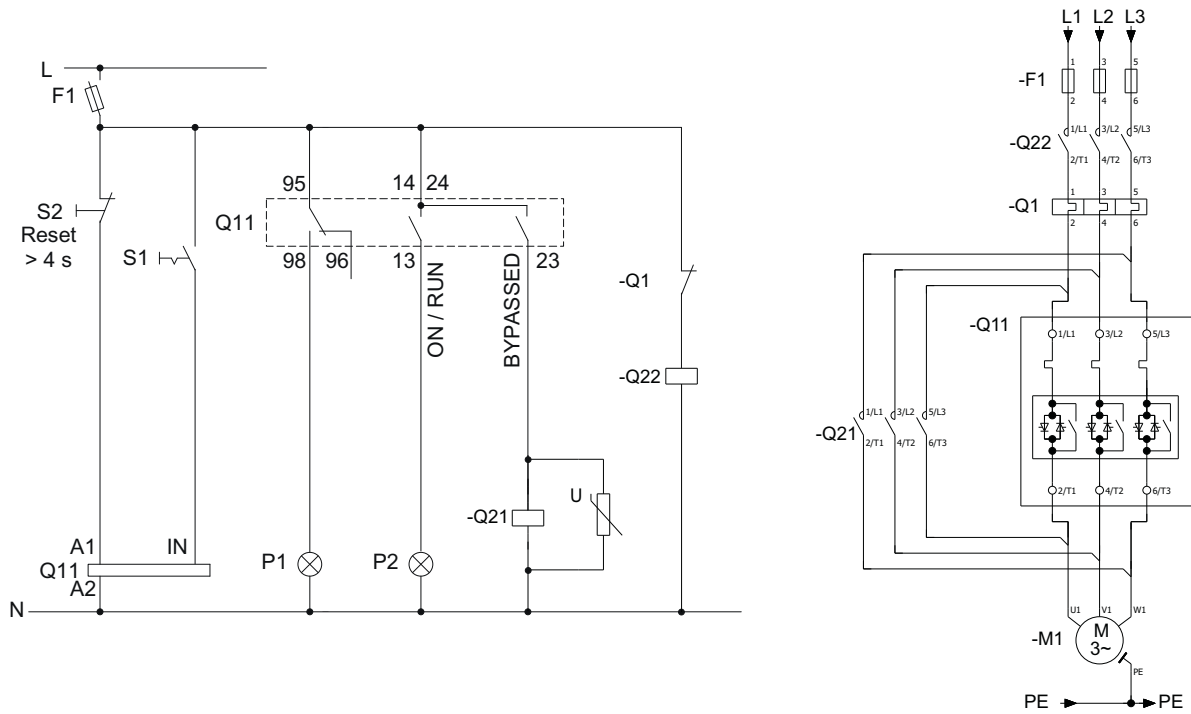 L
F1
S2
Reset
> 4 s
S1
95
14 24
Q11
98 96
13
23
ON / RUN
BYPASSED
-Q1
-Q22
-Q21
U
A1
IN
Q11
A2
P1
P2
N
L1 L2 L3
-F1
1 3 5
2 4 6
-Q22
1/L1 3/L2 5/L3
2/T1 4/T2 6/T3
-Q1
1 3 5
2 4 6
-Q11
1/L1 3/L2 5/L3
-Q21
1/L1 3/L2 5/L3
2/T1 4/T2 6/T3
2/T1 4/T2 6/T3
U1 V1 W1
-M1
M
3~
PE
PE PE